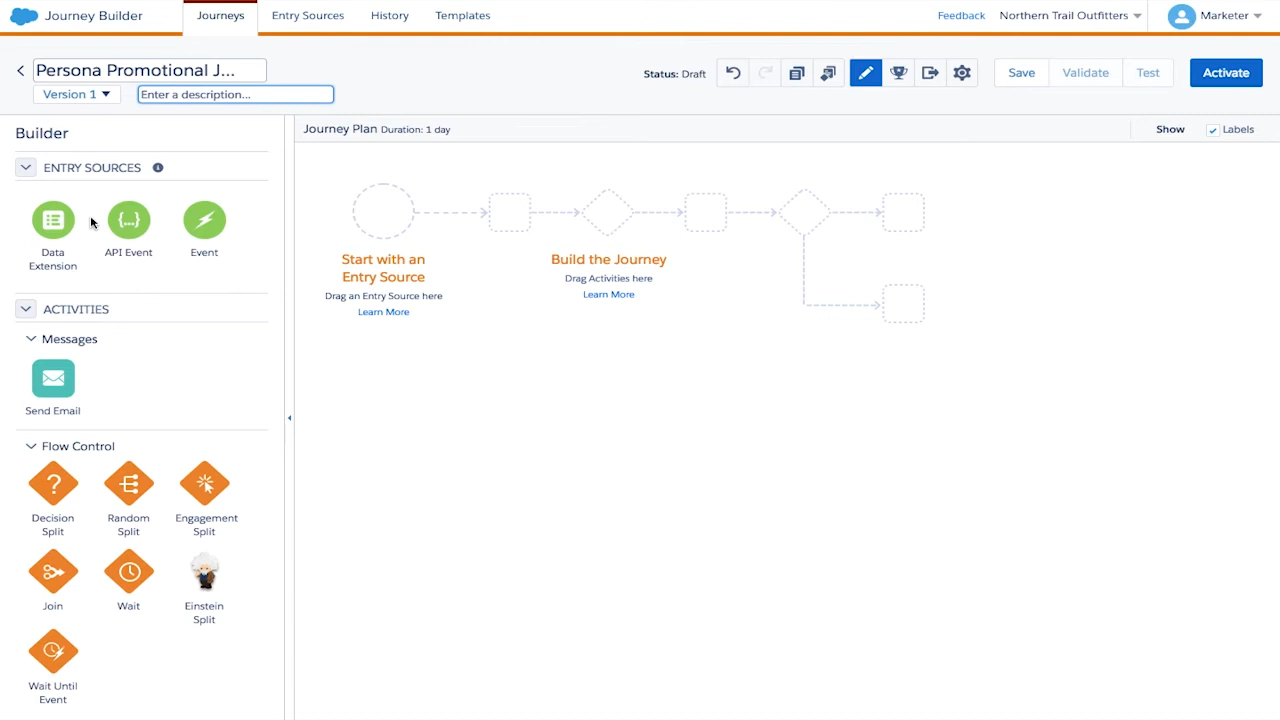 Journey Builder
Journeys
Entry Sources
History
Templates
Feedback
Northern Trail Outfitters
Marketer
Persona Promotional J...
Version 1
Enter a description...
Status: Draft
Save
Validate
Test
Activate
Builder
Journey Plan Duration: 1 day
Show
Labels
ENTRY SOURCES
Data
Extension
API Event
Event
Start with an
Entry Source
Drag an Entry Source here
Learn More
Build the Journey
Drag Activities here
Learn More
ACTIVITIES
Messages
Send Email
Flow Control
Decision
Split
Random
Split
Engagement
Split
Join
Wait
Einstein
Split
Wait Until
Event